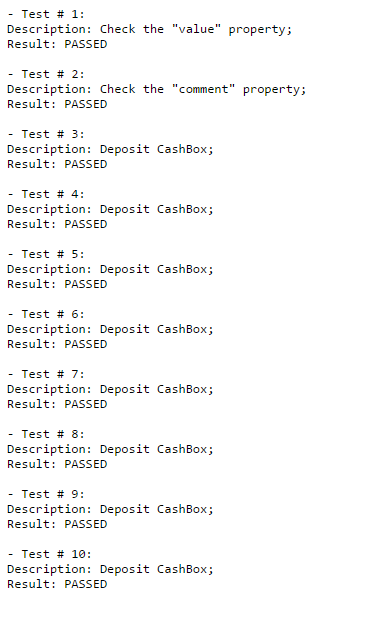 - Test # 1:
Description: Check the "value" property;
Result: PASSED
- Test # 2:
Description: Check the "comment" property;
Result: PASSED
- Test # 3:
Description: Deposit CashBox;
Result: PASSED
- Test # 4:
Description: Deposit CashBox;
Result: PASSED
- Test # 5:
Description: Deposit CashBox;
Result: PASSED
- Test # 6:
Description: Deposit CashBox;
Result: PASSED
- Test # 7:
Description: Deposit CashBox;
Result: PASSED
- Test # 8:
Description: Deposit CashBox;
Result: PASSED
- Test # 9:
Description: Deposit CashBox;
Result: PASSED
- Test # 10:
Description: Deposit CashBox;
Result: PASSED